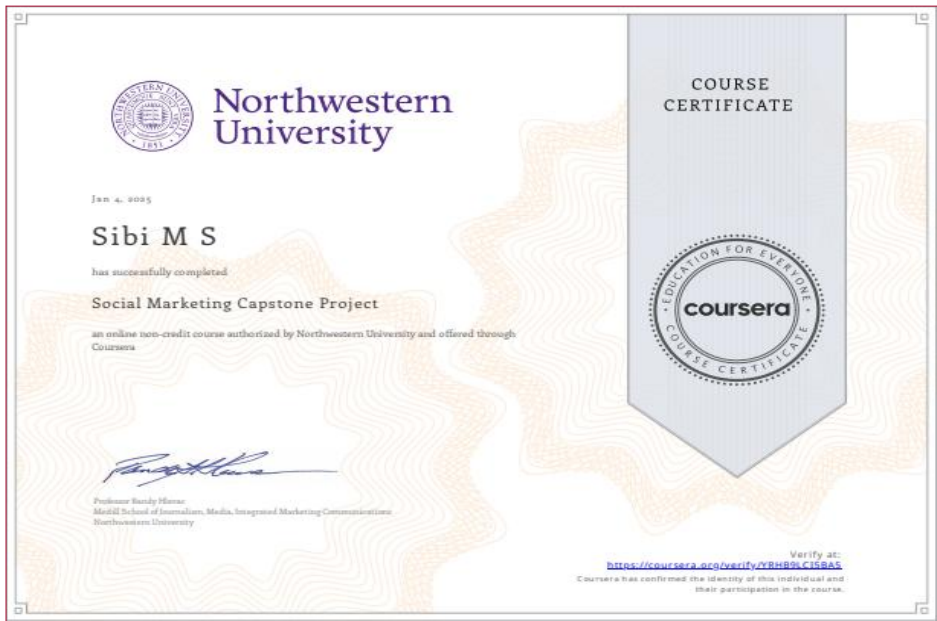 Northwestern
University
COURSE
CERTIFICATE
Jan 4, 2025
Sibi M S
has successfully completed
Social Marketing Capstone Project
an online non-credit course authorized by Northwestern University and offered through
Coursera
EDUCATION FOR EVERYONE
coursera
COURSE CERTIFICATE
Professor Randy Hlavac
Medill School of Journalism, Media, Integrated Marketing Communications
Northwestern University
Verify at:
https://coursera.org/verify/YRHB9LCI5BAS
Coursera has confirmed the identity of this individual and
their participation in the course.